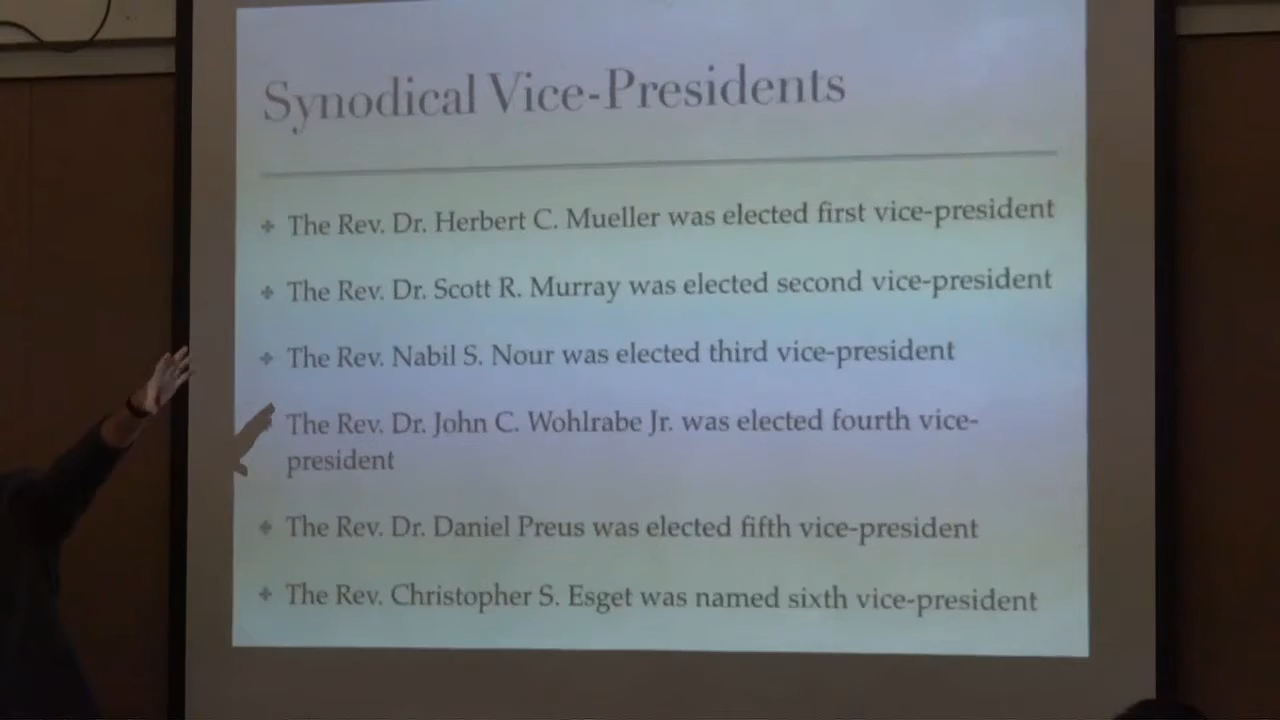 Synodical Vice-Presidents
The Rev. Dr. Herbert C. Mueller was elected first vice-president
The Rev. Dr. Scott R. Murray was elected second vice-president
The Rev. Nabil S. Nour was elected third vice-president
The Rev. Dr. John C. Wohlrabe Jr. was elected fourth vice-
president
The Rev. Dr. Daniel Preus was elected fifth vice-president
The Rev. Christopher S. Esget was named sixth vice-president